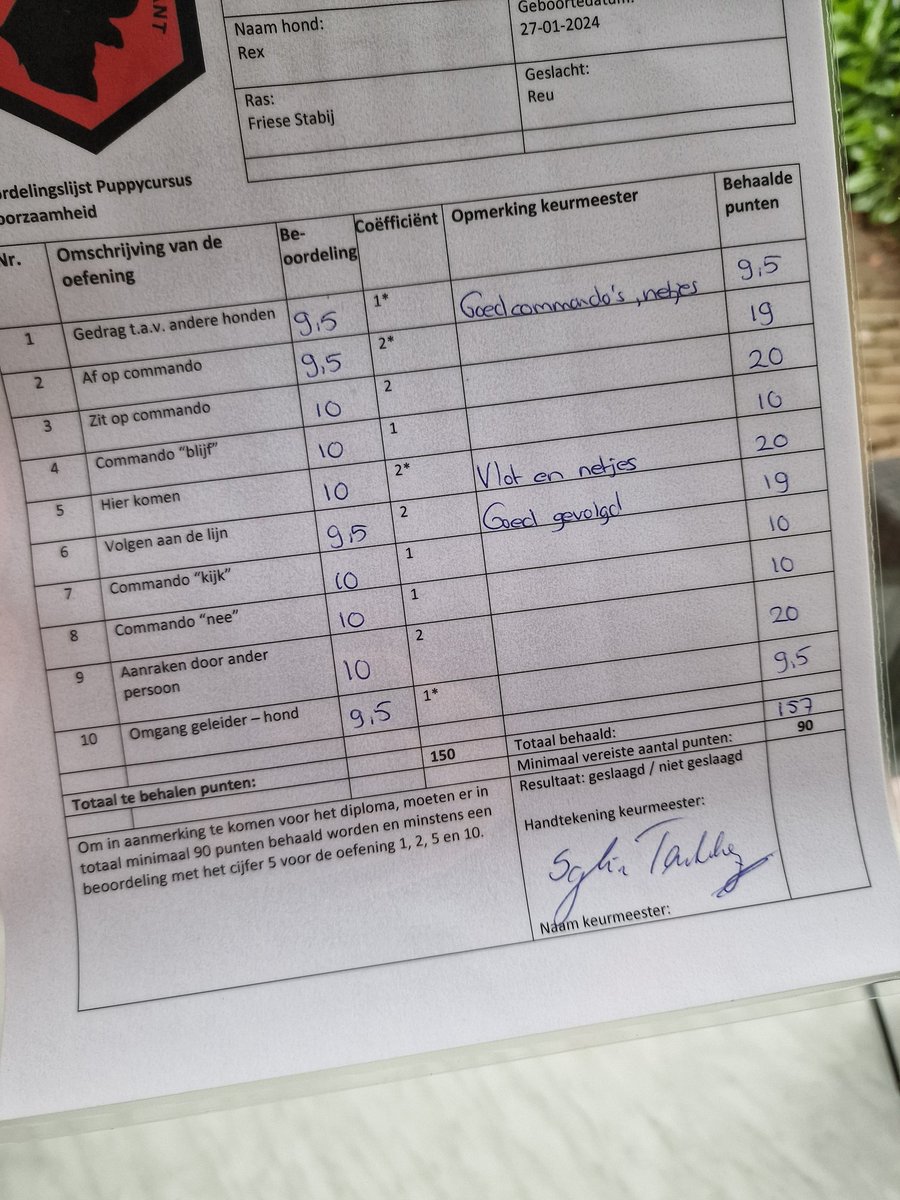 ANT
Geboortedatum:
27-01-2024
Naam hond:
Rex
Geslacht:
Reu
Ras:
Friese Stabij
ordelingslijst Puppycursus
oorzaamheid
Nr. Omschrijving van de oefening Be-oordeling Coëfficiënt Opmerking keurmeester Behaalde punten
1 Gedrag t.a.v. andere honden 9,5 1* Goed commando's, netjes 9,5
2 Af op commando 9,5 2* 19
3 Zit op commando 10 2 20
4 Commando “blijf” 10 1 10
5 Hier komen 10 2* Vlot en netjes 20
6 Volgen aan de lijn 9,5 2 Goed gevolgd 19
7 Commando “kijk” 10 1 10
8 Commando “nee” 10 1 10
9 Aanraken door ander persoon 10 2 20
10 Omgang geleider – hond 9,5 1* 9,5
Totaal te behalen punten: 150
Totaal behaald: 157
Minimaal vereiste aantal punten: 90
Om in aanmerking te komen voor het diploma, moeten er in
totaal minimaal 90 punten behaald worden en minstens een
beoordeling met het cijfer 5 voor de oefening 1, 2, 5 en 10.
Resultaat: geslaagd / niet geslaagd
Handtekening keurmeester:
Naam keurmeester: